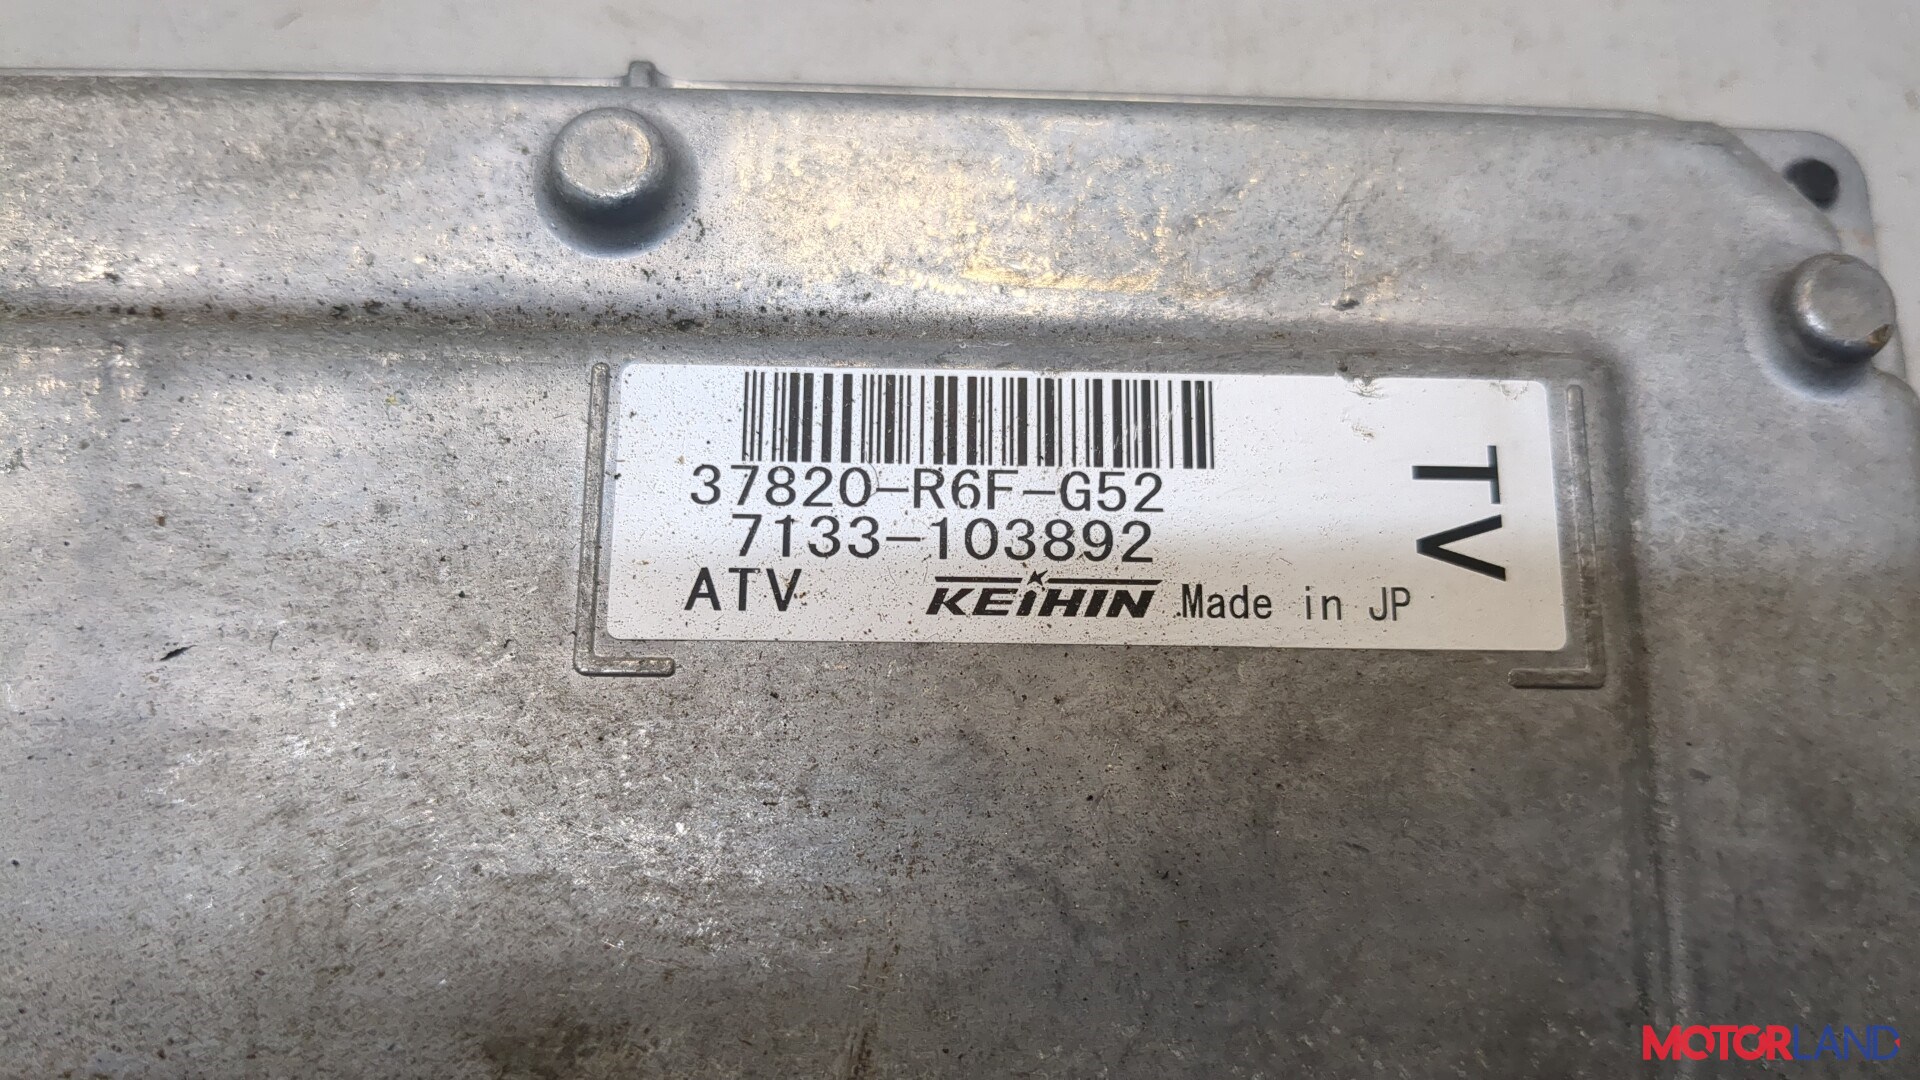 37820-R6F-G52
7133-103892
ATV KEIHIN Made in JP
TV
MOTORLAND